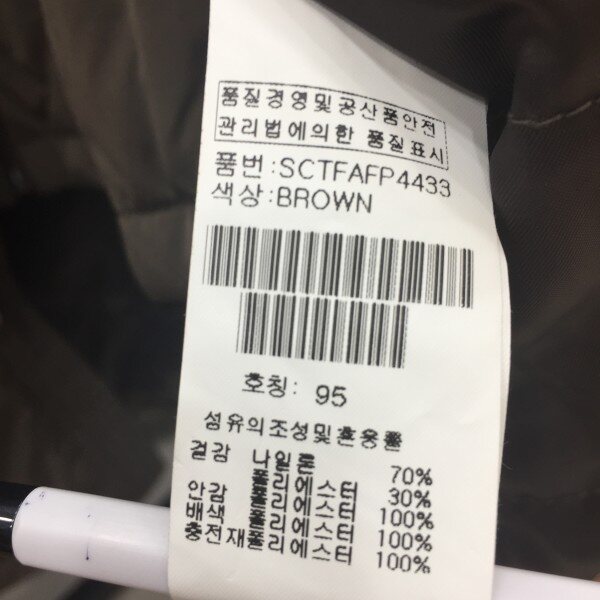 품질경영및공산품안전
관리법에의한 품질표시
품번:SCTFAFP4433
색상:BROWN
호칭: 95
섬유의조성및혼용률
겉감 나일론 70%
폴리에스터 30%
안감 폴리에스터 100%
배색 폴리에스터 100%
충전재폴리에스터 100%